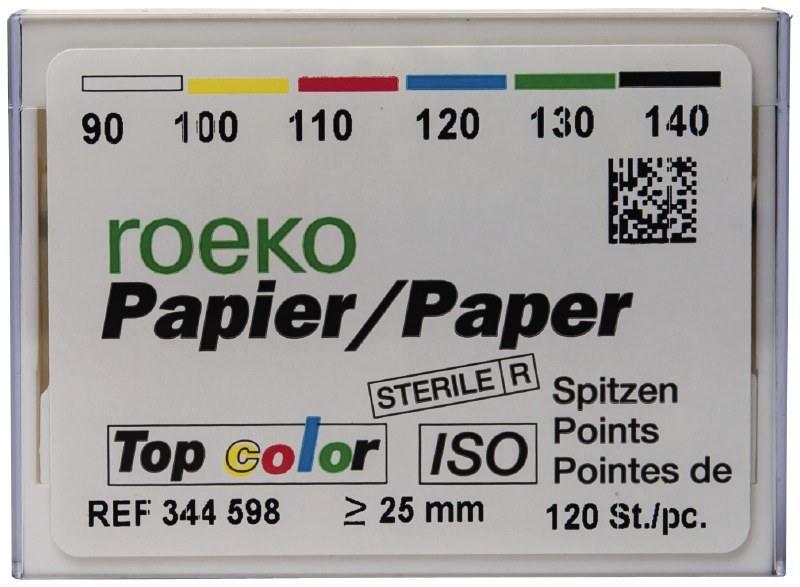 90 100 110 120 130 140
roeko
Papier/Paper
STERILE R
Spitzen
Points
Pointes de
Top color
ISO
REF 344 598
≥ 25 mm
120 St./pc.